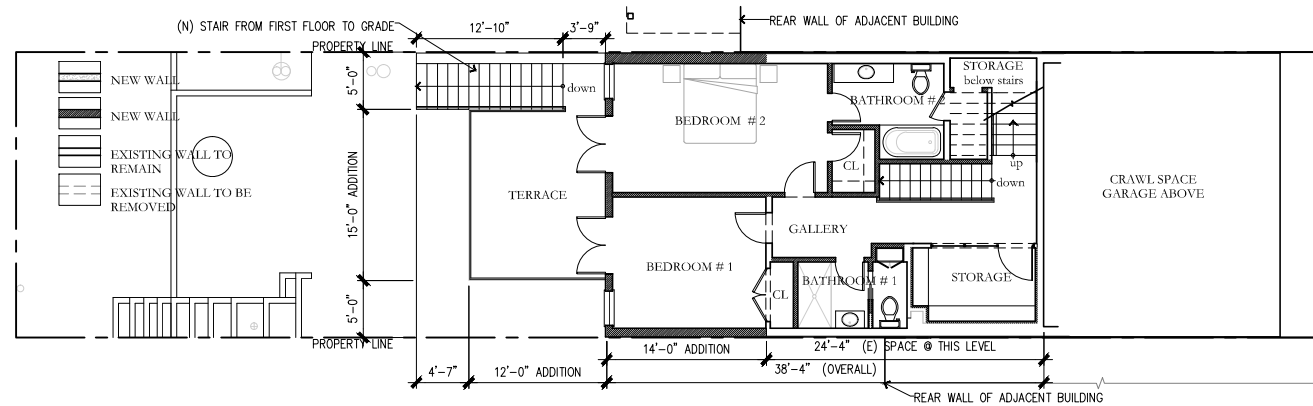 (N) STAIR FROM FIRST FLOOR TO GRADE
12'-10"
3'-9"
REAR WALL OF ADJACENT BUILDING
PROPERTY LINE
NEW WALL
NEW WALL
EXISTING WALL TO
REMAIN
EXISTING WALL TO BE
REMOVED
5'-0"
15'-0" ADDITION
5'-0"
down
TERRACE
BEDROOM # 2
BATHROOM # 2
STORAGE
below stairs
CL
up
down
CRAWL SPACE
GARAGE ABOVE
GALLERY
BEDROOM # 1
CL
BATHROOM # 1
STORAGE
PROPERTY LINE
14'-0" ADDITION
24'-4" (E) SPACE @ THIS LEVEL
4'-7"
12'-0" ADDITION
38'-4" (OVERALL)
REAR WALL OF ADJACENT BUILDING